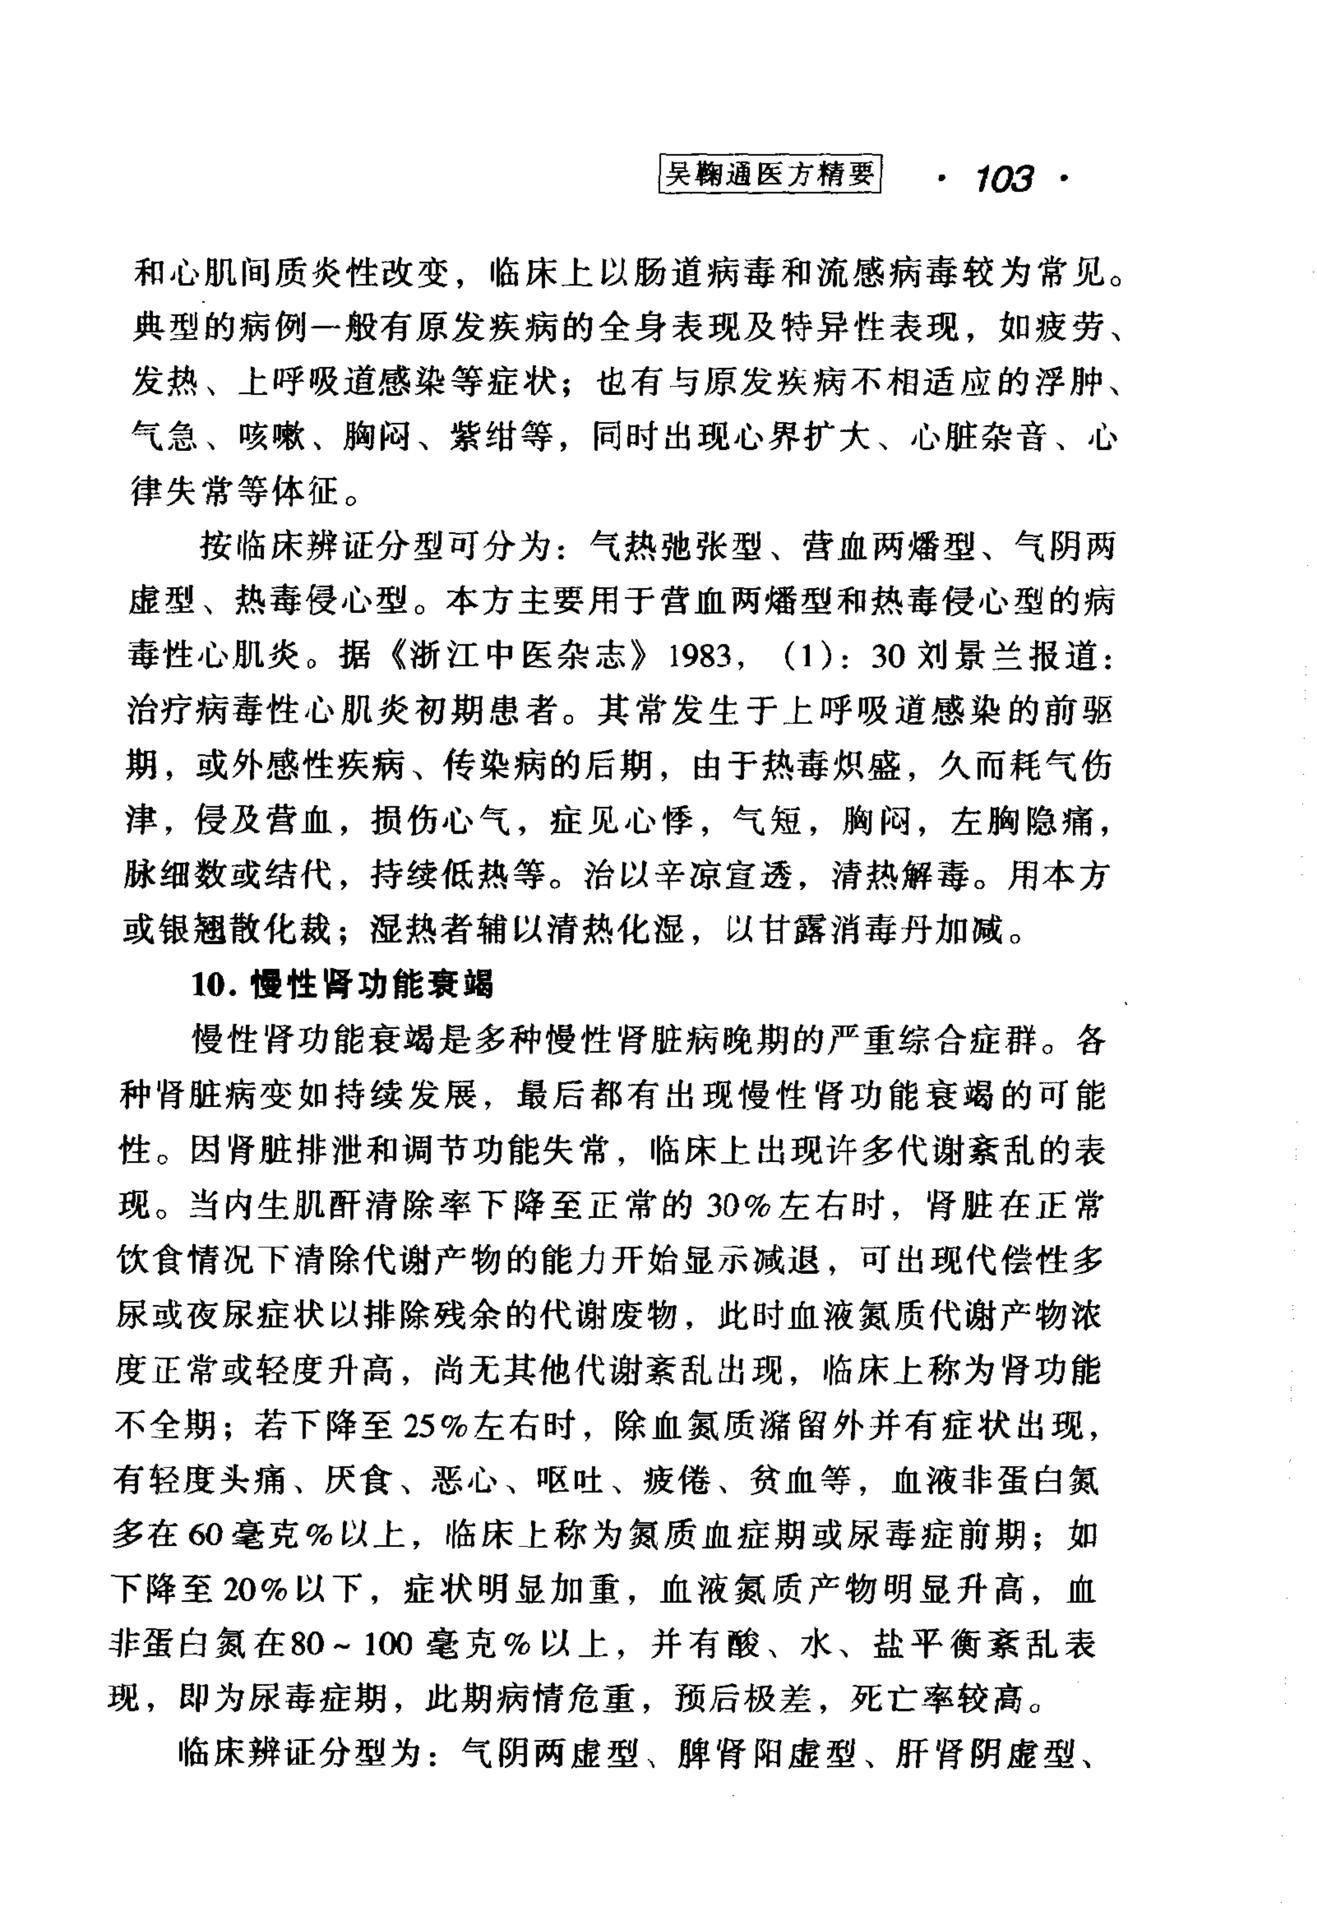 吴鞠通医方精要 · 103 ·
和心肌间质炎性改变，临床上以肠道病毒和流感病毒较为常见。
典型的病例一般有原发疾病的全身表现及特异性表现，如疲劳、
发热、上呼吸道感染等症状；也有与原发疾病不相适应的浮肿、
气急、咳嗽、胸闷、紫绀等，同时出现心界扩大、心脏杂音、心
律失常等体征。
按临床辨证分型可分为：气热弛张型、营血两燔型、气阴两
虚型、热毒侵心型。本方主要用于营血两燔型和热毒侵心型的病
毒性心肌炎。据《浙江中医杂志》1983，（1）：30 刘景兰报道：
治疗病毒性心肌炎初期患者。其常发生于上呼吸道感染的前驱
期，或外感性疾病、传染病的后期，由于热毒炽盛，久而耗气伤
津，侵及营血，损伤心气，症见心悸，气短，胸闷，左胸隐痛，
脉细数或结代，持续低热等。治以辛凉宣透，清热解毒。用本方
或银翘散化裁；湿热者辅以清热化湿，以甘露消毒丹加减。
10. 慢性肾功能衰竭
慢性肾功能衰竭是多种慢性肾脏病晚期的严重综合症群。各
种肾脏病变如持续发展，最后都有出现慢性肾功能衰竭的可能
性。因肾脏排泄和调节功能失常，临床上出现许多代谢紊乱的表
现。当内生肌酐清除率下降至正常的 30%左右时，肾脏在正常
饮食情况下清除代谢产物的能力开始显示减退，可出现代偿性多
尿或夜尿症状以排除残余的代谢废物，此时血液氮质代谢产物浓
度正常或轻度升高，尚无其他代谢紊乱出现，临床上称为肾功能
不全期；若下降至 25%左右时，除血氮质潴留外并有症状出现，
有轻度头痛、厌食、恶心、呕吐、疲倦、贫血等，血液非蛋白氮
多在 60 毫克%以上，临床上称为氮质血症期或尿毒症前期；如
下降至 20%以下，症状明显加重，血液氮质产物明显升高，血
非蛋白氮在80～100 毫克%以上，并有酸、水、盐平衡紊乱表
现，即为尿毒症期，此期病情危重，预后极差，死亡率较高。
临床辨证分型为：气阴两虚型、脾肾阳虚型、肝肾阴虚型、